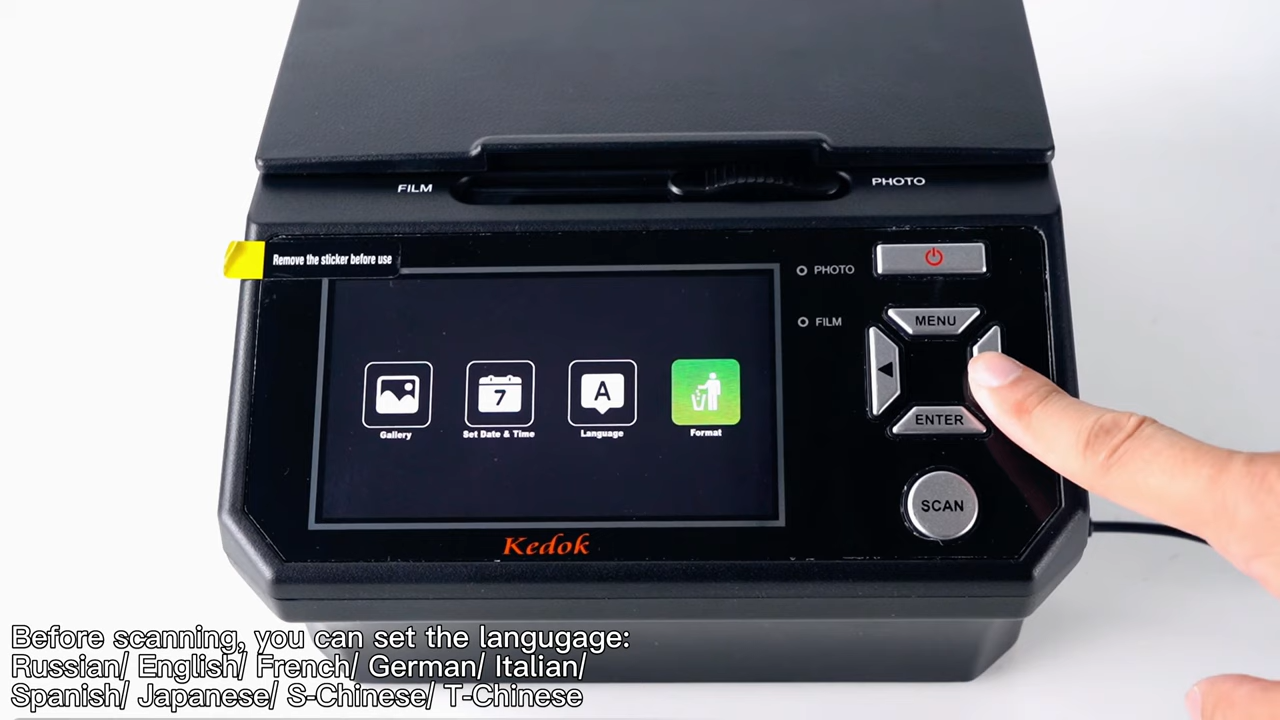 FILM
PHOTO
Remove the sticker before use
PHOTO
FILM
MENU
ENTER
SCAN
7
A
Gallery
Set Date & Time
Language
Format
Kedok
Before scanning, you can set the langugage:
Russian/ English/ French/ German/ Italian/
Spanish/ Japanese/ S-Chinese/ T-Chinese